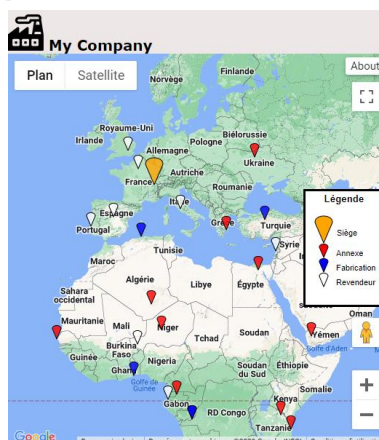 My Company
Plan
Satellite
About
Norvège
Finlande
Royaume-Uni
Irlande
Biélorussie
Pologne
Allemagne
Ukraine
France
Autriche
Roumanie
Légende
Siège
Annexe
Fabrication
Revendeur
Espagne
Portugal
Grèce
Turquie
Syrie
Tunisie
Maroc
Algérie
Libye
Égypte
Sahara
occidental
Mauritanie
Mali
Niger
Tchad
Soudan
Yémen
Oman
Golfe d'Aden
Burkina
Faso
Guinée
Ghana
Nigeria
Soudan
du Sud
Éthiopie
Golfe de
Guinée
Somalie
Gabon
RD Congo
Kenya
Tanzanie
Google